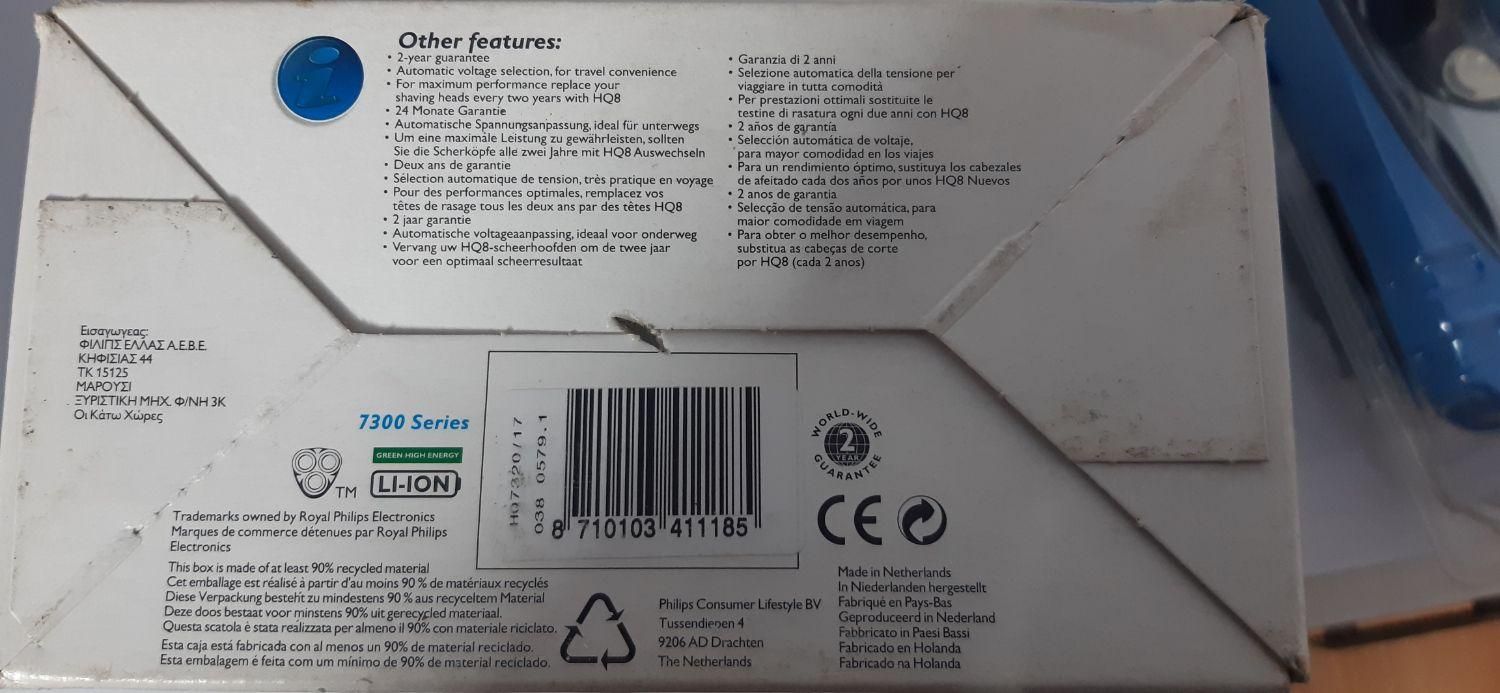 Other features:
• 2-year guarantee
• Automatic voltage selection, for travel convenience
• For maximum performance replace your
shaving heads every two years with HQ8
• 24 Monate Garantie
• Automatische Spannungsanpassung, ideal für unterwegs
• Um eine maximale Leistung zu gewährleisten, sollten
Sie die Scherköpfe alle zwei Jahre mit HQ8 Auswechseln
• Deux ans de garantie
• Sélection automatique de tension, très pratique en voyage
• Pour des performances optimales, remplacez vos
têtes de rasage tous les deux ans par des têtes HQ8
• 2 jaar garantie
• Automatische voltageaanpassing, ideaal voor onderweg
• Vervang uw HQ8-scheerhoofden om de twee jaar
voor een optimaal scheerresultaat
• Garanzia di 2 anni
• Selezione automatica della tensione per
viaggiare in tutta comodità
• Per prestazioni ottimali sostituite le
testine di rasatura ogni due anni con HQ8
• 2 años de garantía
• Selección automática de voltaje,
para mayor comodidad en los viajes
• Para un rendimiento óptimo, sustituya los cabezales
de afeitado cada dos años por unos HQ8 Nuevos
• 2 anos de garantia
• Selecção de tensão automática, para
maior comodidade em viagem
• Para obter o melhor desempenho,
substitua as cabeças de corte
por HQ8 (cada 2 anos)
Εισαγωγεας:
ΦΙΛΙΠΣ ΕΛΛΑΣ Α.Ε.Β.Ε.
ΚΗΦΙΣΙΑΣ 44
ΤΚ 15125
ΜΑΡΟΥΣΙ
ΞΥΡΙΣΤΙΚΗ ΜΗΧ. Φ/ΝΗ 3Κ
Οι Κάτω Χώρες
7300 Series
GREEN HIGH ENERGY
TM
LI-ION
HQ7320/17
038 0579.1
8 710103 411185
WORLD-WIDE
2
YEAR
GUARANTEE
CE
Trademarks owned by Royal Philips Electronics
Marques de commerce détenues par Royal Philips
Electronics
This box is made of at least 90% recycled material
Cet emballage est réalisé à partir d'au moins 90 % de matériaux recyclés
Diese Verpackung besteht zu mindestens 90 % aus recyceltem Material
Deze doos bestaat voor minstens 90% uit gerecycled materiaal.
Questa scatola è stata realizzata per almeno il 90% con materiale riciclato.
Esta caja está fabricada con al menos un 90% de material reciclado.
Esta embalagem é feita com um mínimo de 90% de material reciclado.
Philips Consumer Lifestyle BV
Tussendiepen 4
9206 AD Drachten
The Netherlands
Made in Netherlands
In Niederlanden hergestellt
Fabriqué en Pays-Bas
Geproduceerd in Nederland
Fabbricato in Paesi Bassi
Fabricado en Holanda
Fabricado na Holanda